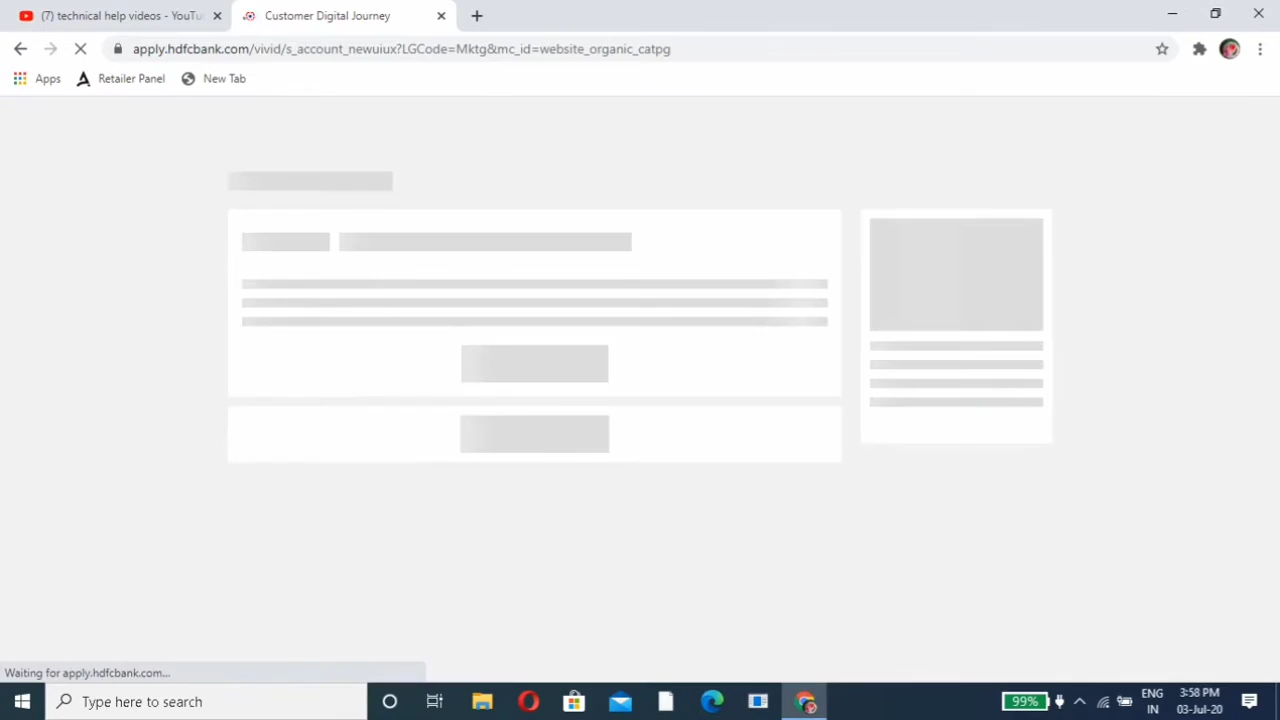 (7) technical help videos - YouTu
Customer Digital Journey
apply.hdfcbank.com/vivid/s_account_newuiux?LGCode=Mktg&mc_id=website_organic_catpg
Apps
Retailer Panel
New Tab
Waiting for apply.hdfcbank.com...
Type here to search
99%
ENG
IN
3:58 PM
03-Jul-20